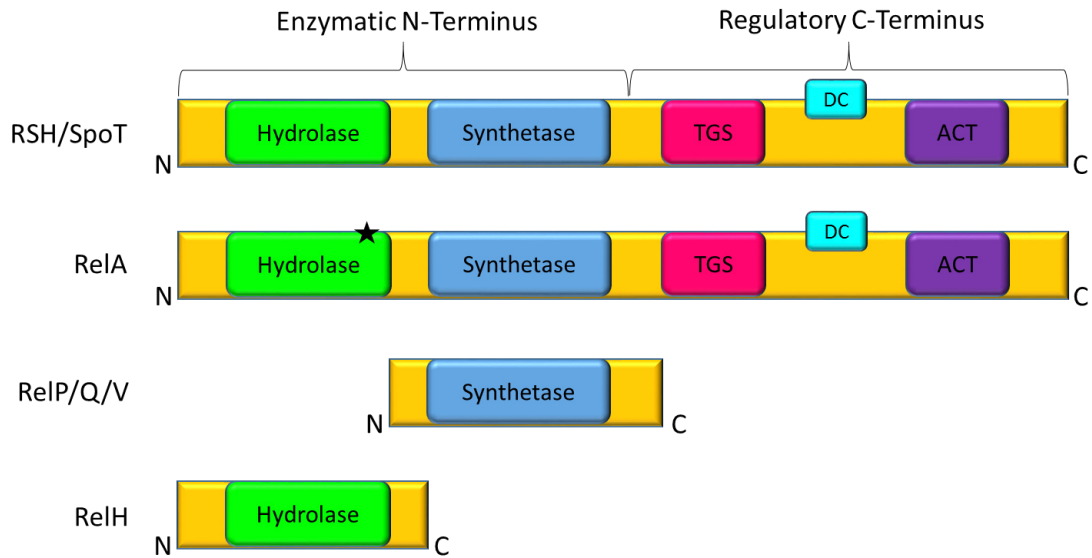 Enzymatic N-Terminus Regulatory C-Terminus
RSH/SpoT Hydrolase Synthetase TGS DC ACT
N C
RelA Hydrolase Synthetase TGS DC ACT
N C
RelP/Q/V Synthetase
N C
RelH Hydrolase
N C